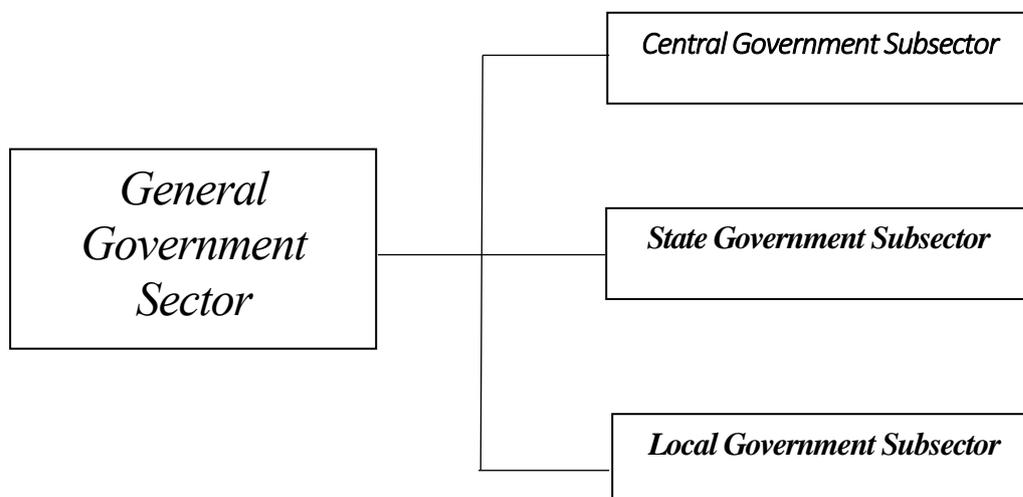 General
Government
Sector
Central Government Subsector
State Government Subsector
Local Government Subsector